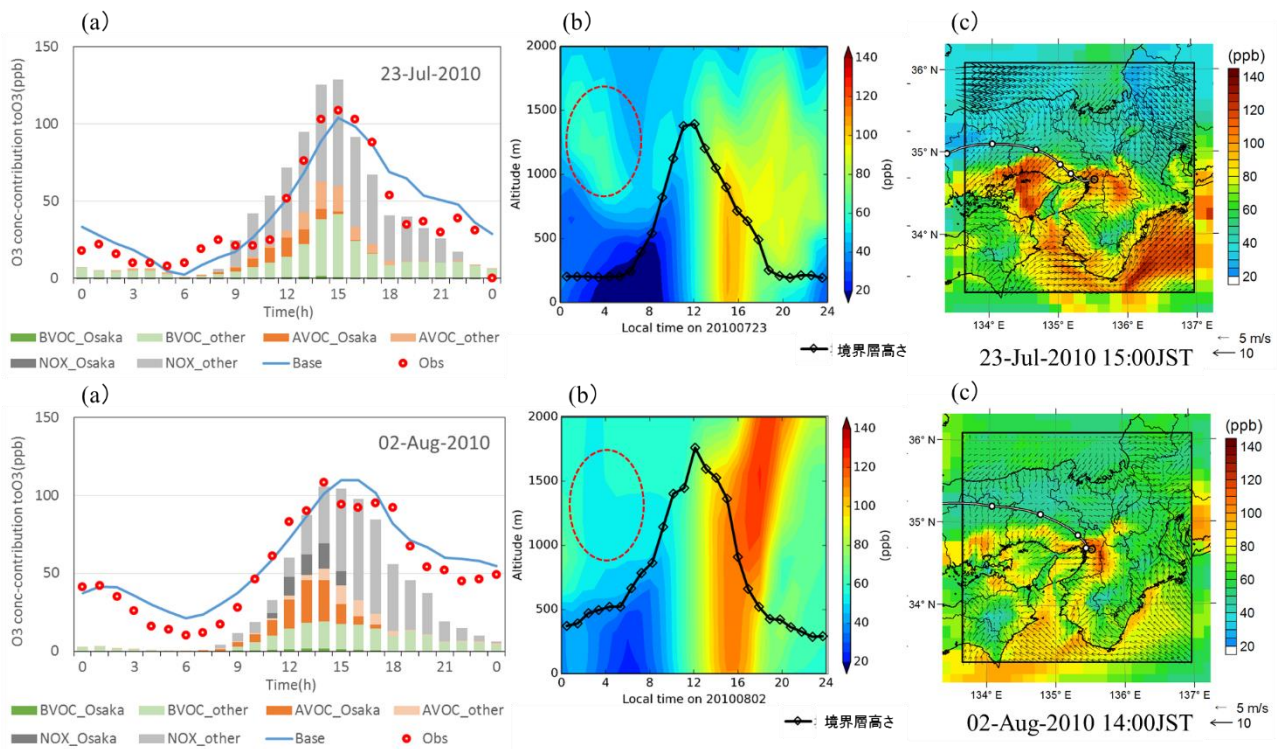 (a)
150
100
50
0
O3 conc-contribution toO3(ppb)
23-Jul-2010
0 3 6 9 12 15 18 21 0
Time(h)
BVOC_Osaka BVOC_other AVOC_Osaka AVOC_other
NOX_Osaka NOX_other Base Obs
(b)
2000
1500
1000
500
0
Altitude (m)
0 4 8 12 16 20 24
Local time on 20100723
140
120
100
80
60
40
20
(ppb)
境界層高さ
(c)
36° N
35° N
34° N
134° E 135° E 136° E 137° E
(ppb)
140
120
100
80
60
40
20
5 m/s
10
23-Jul-2010 15:00JST
(a)
150
100
50
0
O3 conc-contribution toO3(ppb)
02-Aug-2010
0 3 6 9 12 15 18 21 0
Time(h)
BVOC_Osaka BVOC_other AVOC_Osaka AVOC_other
NOX_Osaka NOX_other Base Obs
(b)
2000
1500
1000
500
0
Altitude (m)
0 4 8 12 16 20 24
Local time on 20100802
140
120
100
80
60
40
20
(ppb)
境界層高さ
(c)
36° N
35° N
34° N
134° E 135° E 136° E 137° E
(ppb)
140
120
100
80
60
40
20
5 m/s
10
02-Aug-2010 14:00JST